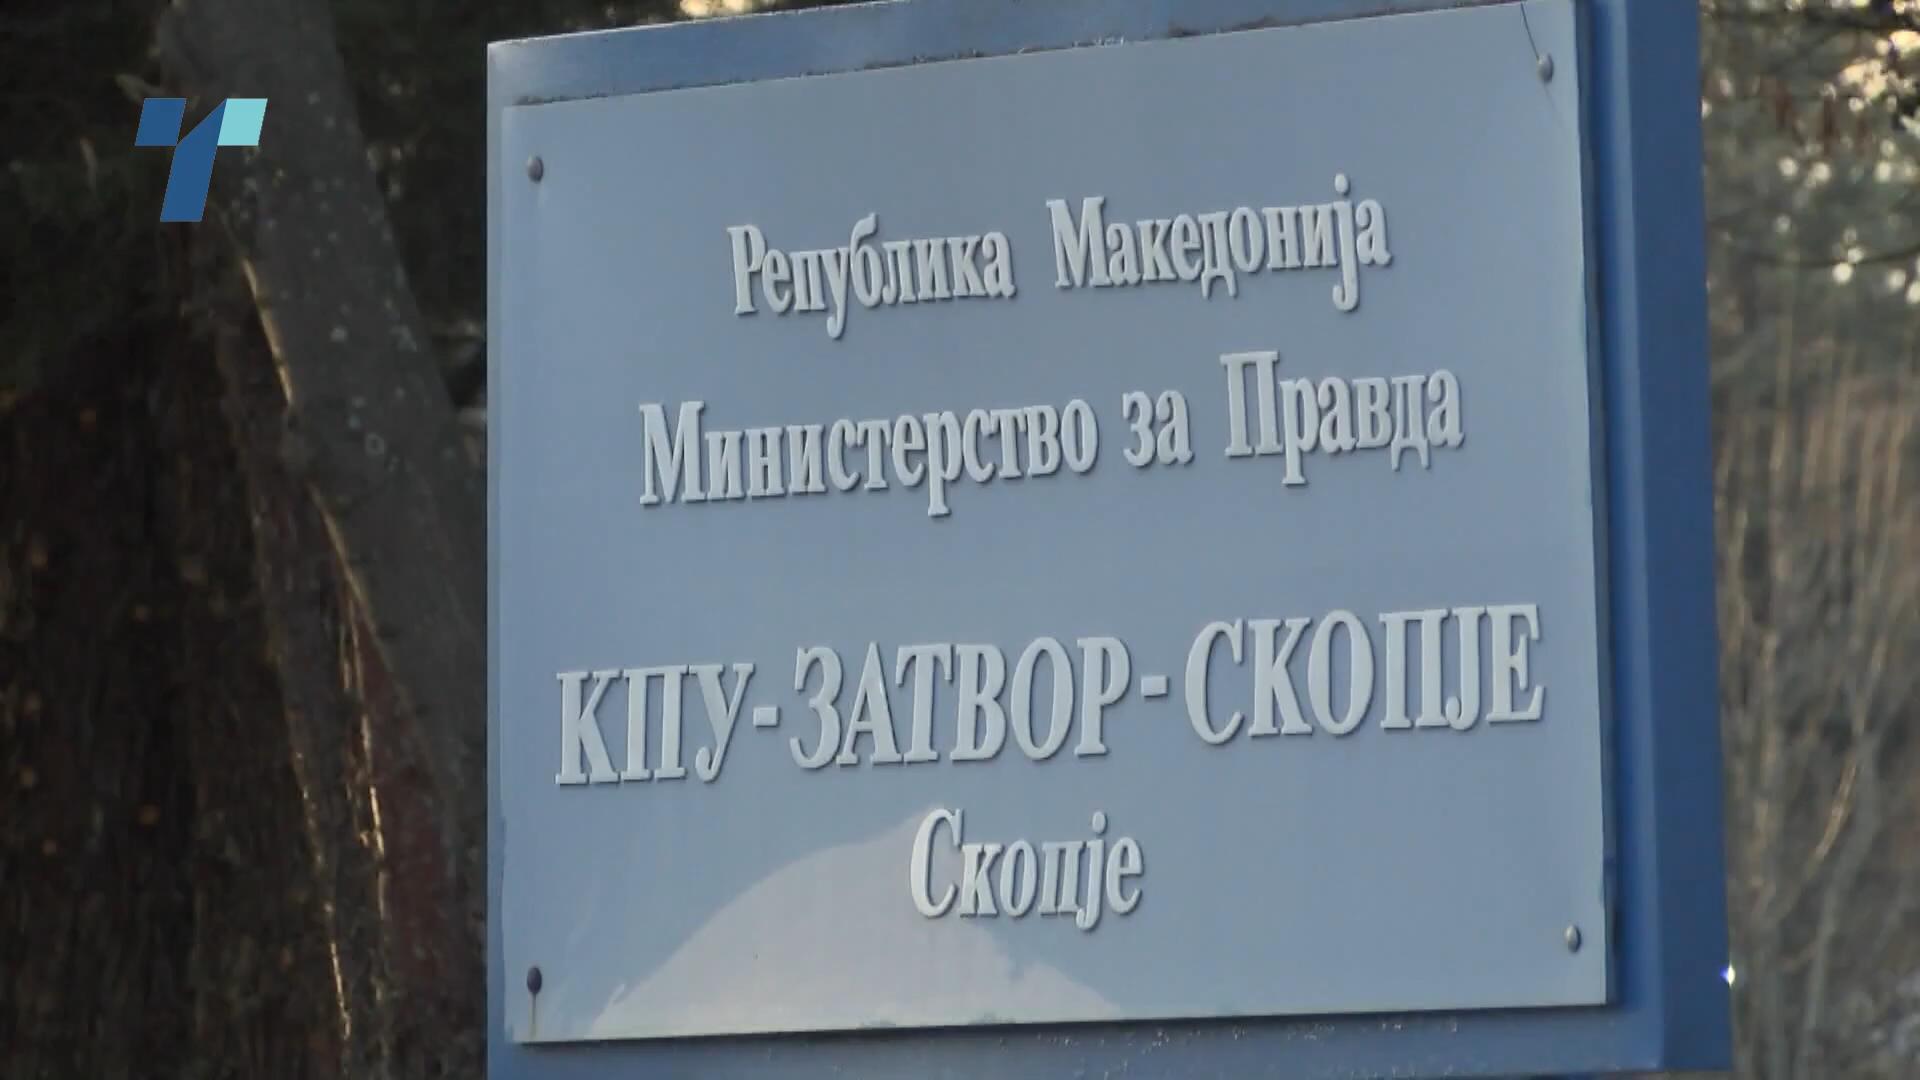 Република Македонија
Министерство за Правда
КПУ-ЗАТВОР-СКОПЈЕ
Скопје